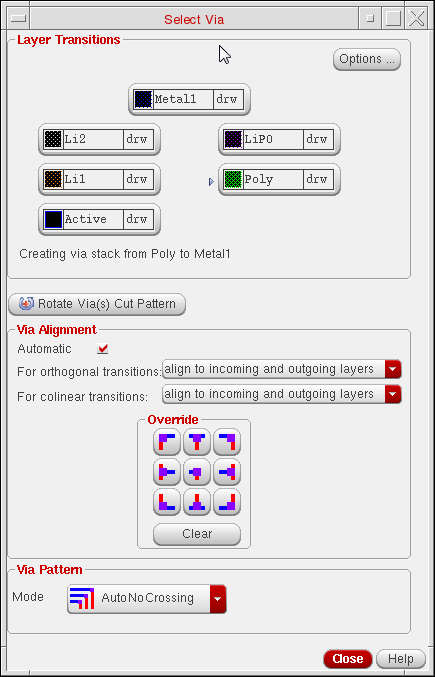 Select Via
Layer Transitions
Options ...
Metal1 drw
Li2 drw
LiPO drw
Li1 drw
Poly drw
Active drw
Creating via stack from Poly to Metal1
Rotate Via(s) Cut Pattern
Via Alignment
Automatic
For orthogonal transitions: align to incoming and outgoing layers
For colinear transitions: align to incoming and outgoing layers
Override
Clear
Via Pattern
Mode AutoNoCrossing
Close Help